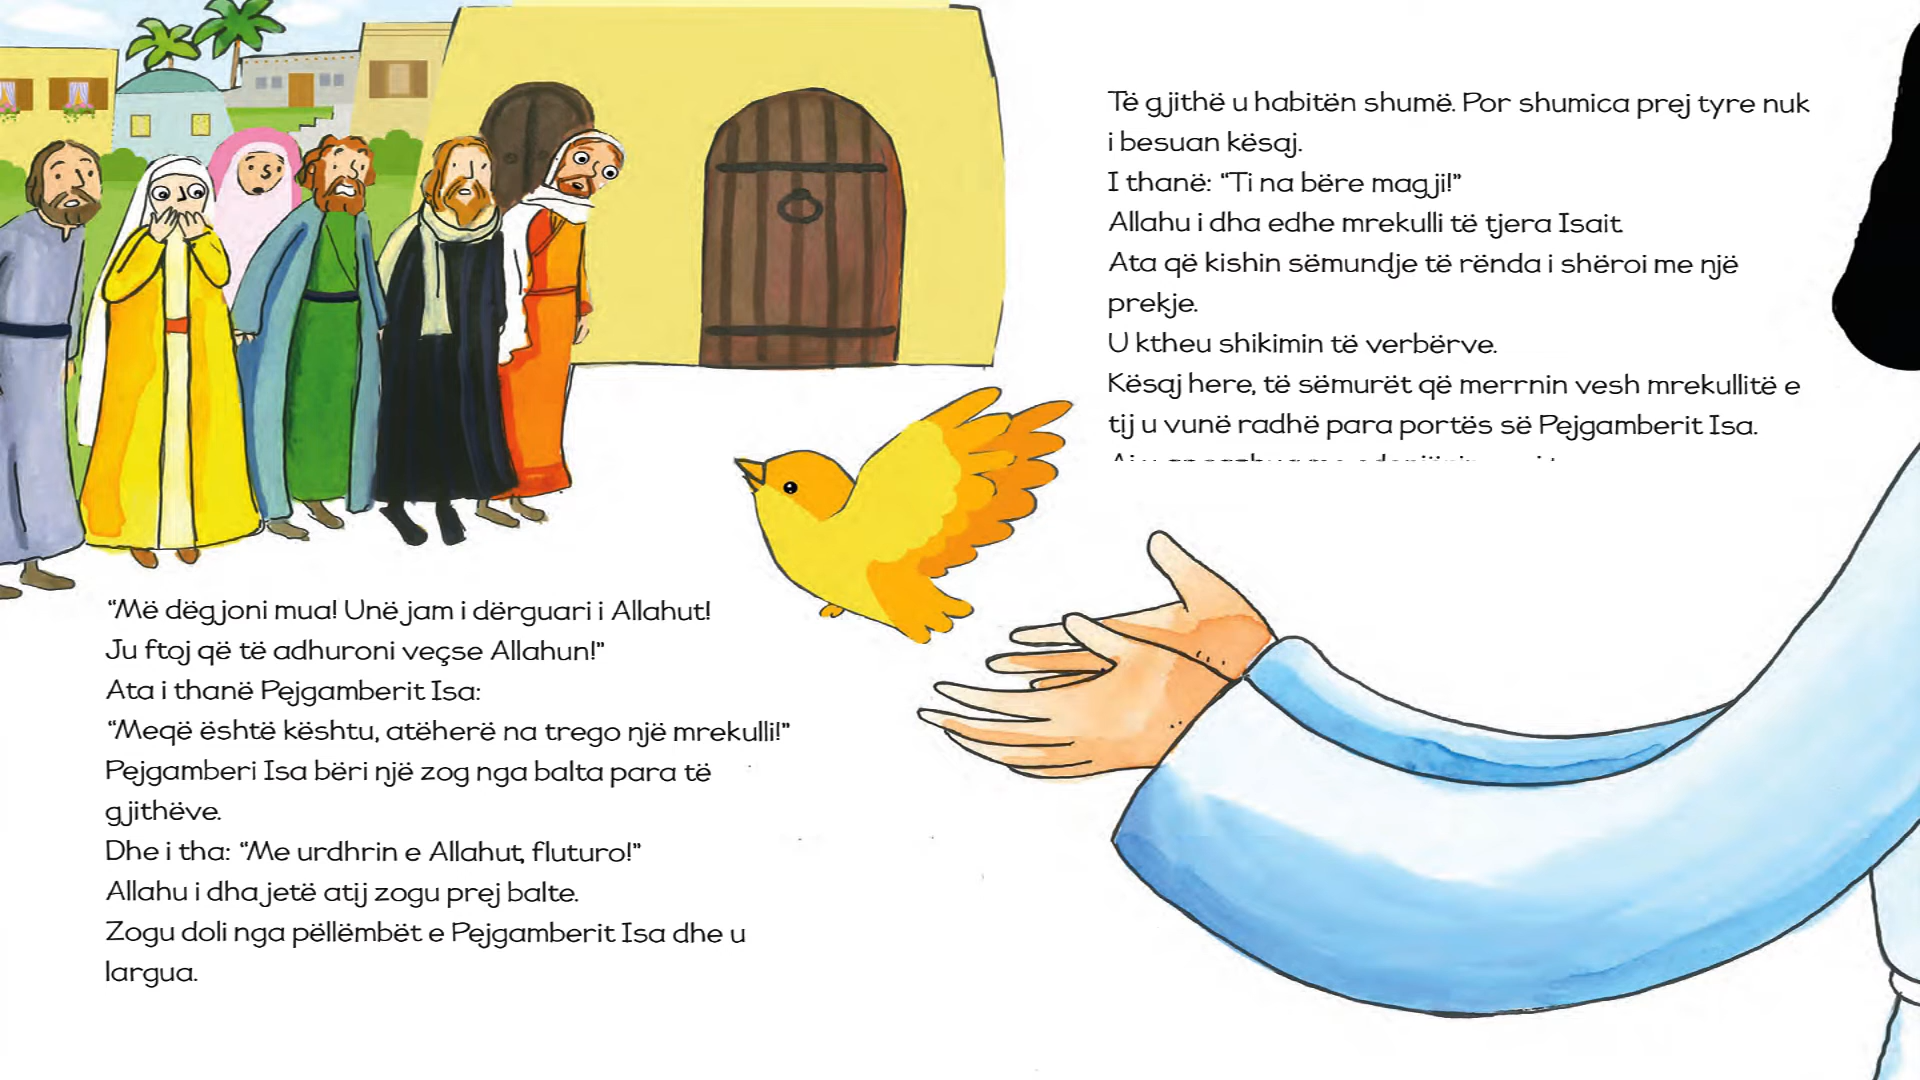 “Më dëgjoni mua! Unë jam i dërguari i Allahut!
Ju ftoj që të adhuroni veçse Allahun!”
Ata i thanë Pejgamberit Isa:
“Meqë është kështu, atëherë na trego një mrekulli!”
Pejgamberi Isa bëri një zog nga balta para të
gjithëve.
Dhe i tha: “Me urdhrin e Allahut, fluturo!”
Allahu i dha jetë atij zogu prej balte.
Zogu doli nga pëllëmbët e Pejgamberit Isa dhe u
largua.
Të gjithë u habitën shumë. Por shumica prej tyre nuk
i besuan kësaj.
I thanë: “Ti na bëre magji!”
Allahu i dha edhe mrekulli të tjera Isait.
Ata që kishin sëmundje të rënda i shëroi me një
prekje.
U ktheu shikimin të verbërve.
Kësaj here, të sëmurët që merrnin vesh mrekullitë e
tij u vunë radhë para portës së Pejgamberit Isa.